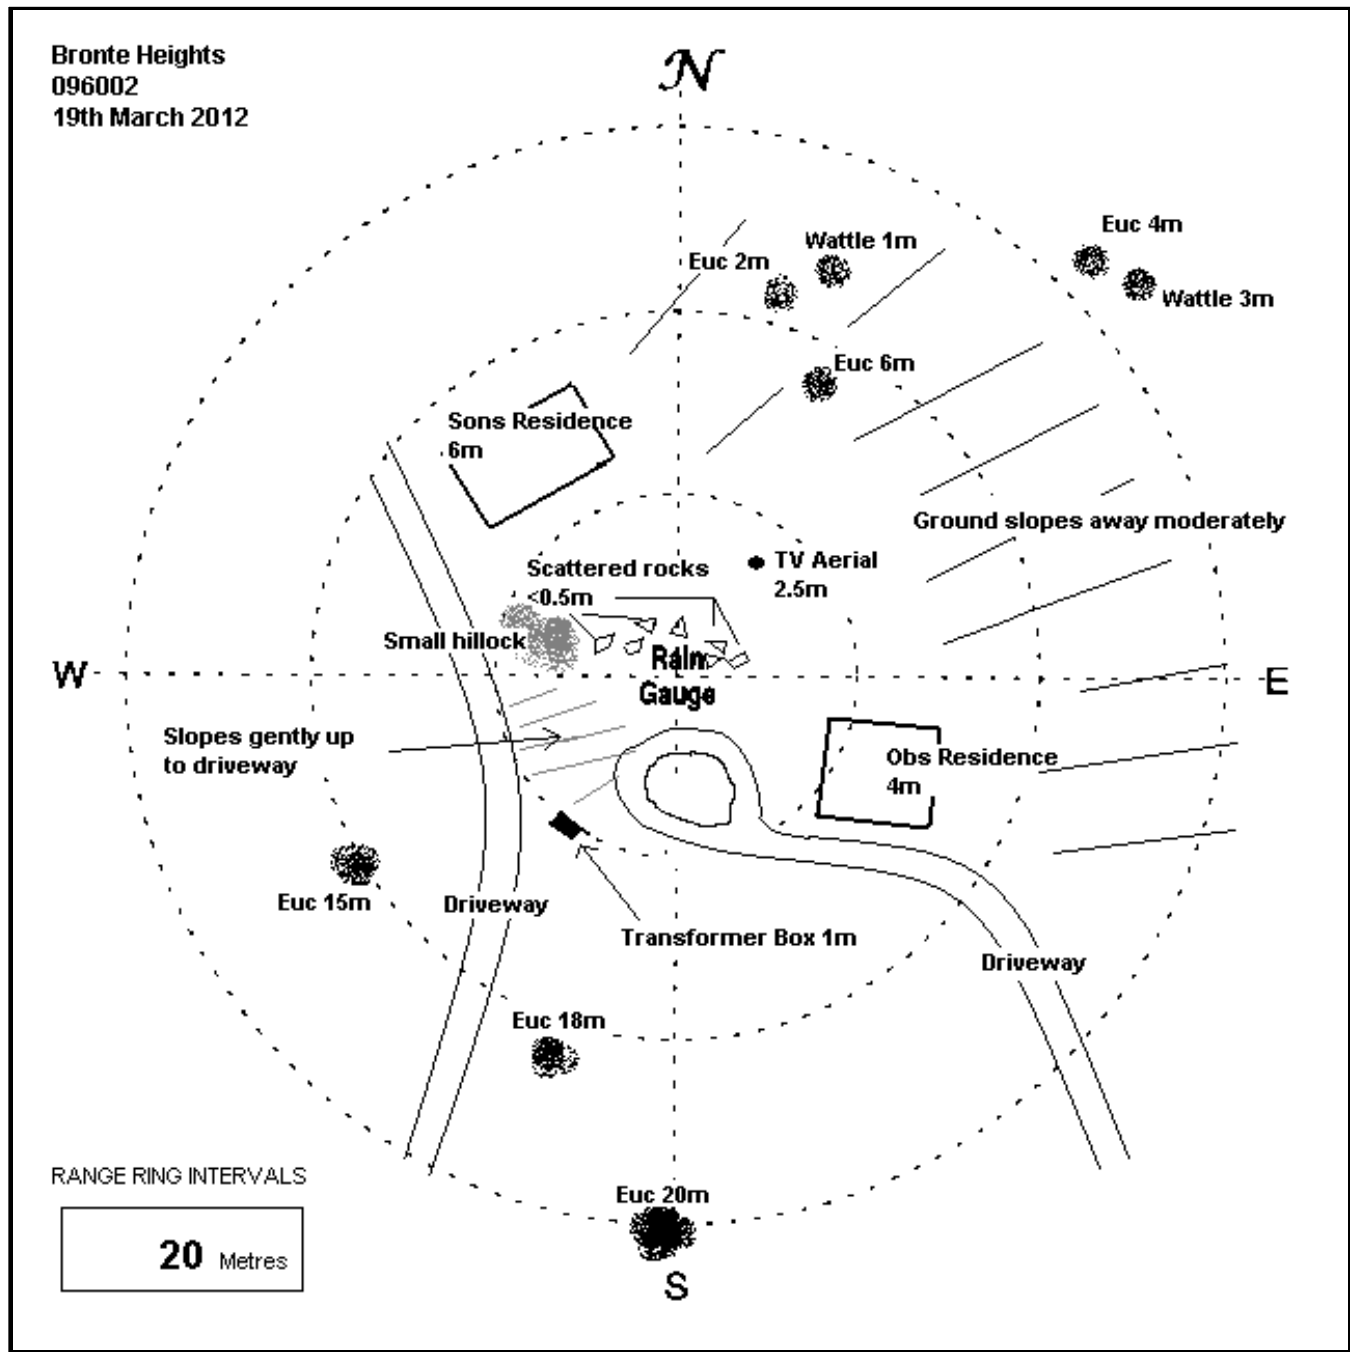 Bronte Heights
096002
19th March 2012
N
Euc 4m
Wattle 1m
Euc 2m
Wattle 3m
Euc 6m
Sons Residence
6m
Ground slopes away moderately
TV Aerial
2.5m
Scattered rocks
<0.5m
Small hillock
Rain
Gauge
W
E
Slopes gently up
to driveway
Obs Residence
4m
Euc 15m
Driveway
Transformer Box 1m
Driveway
Euc 18m
RANGE RING INTERVALS
20 Metres
Euc 20m
S